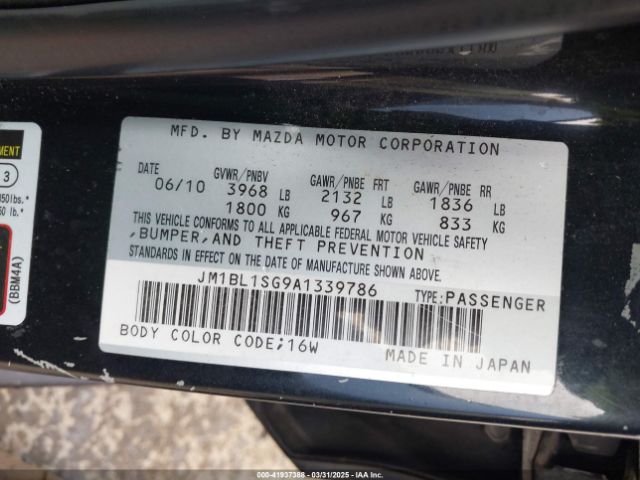 MFD. BY MAZDA MOTOR CORPORATION
DATE GVWR/PNBV GAWR/PNBE FRT GAWR/PNBE RR
06/10 3968 LB 2132 LB 1836 LB
1800 KG 967 KG 833 KG
THIS VEHICLE CONFORMS TO ALL APPLICABLE FEDERAL MOTOR VEHICLE SAFETY
,BUMPER,AND THEFT PREVENTION
STANDARDS IN EFFECT ON THE DATE OF MANUFACTURE SHOWN ABOVE.
JM1BL1SG9A1339786 TYPE:PASSENGER
BODY COLOR CODE;16W
MADE IN JAPAN
3
(BBM4A)
000-41937388 - 03/31/2025 - IAA Inc.